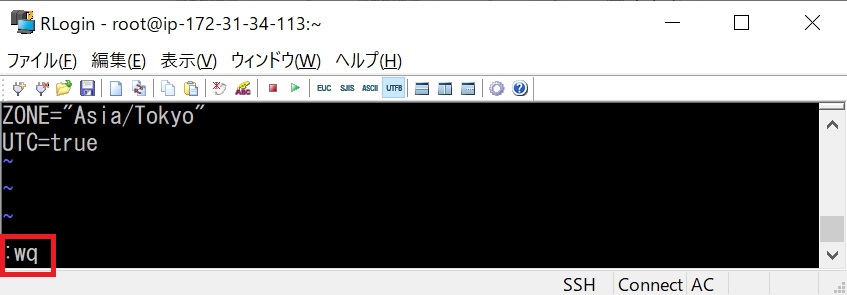 RLogin - root@ip-172-31-34-113:~
ファイル(F) 編集(E) 表示(V) ウィンドウ(W) ヘルプ(H)
EUC SJIS ASCII UTF8
ZONE="Asia/Tokyo"
UTC=true
~
~
~
:wq
SSH Connect AC